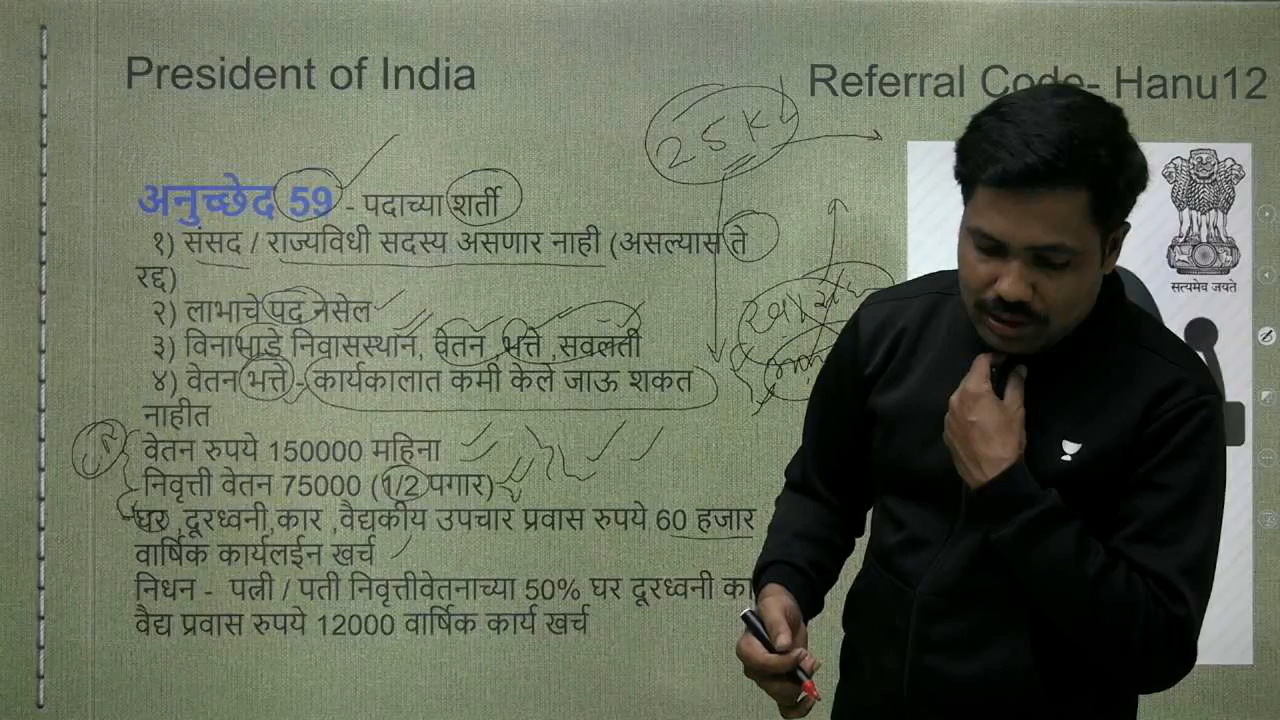 President of India
Referral Code- Hanu12
25K
अनुच्छेद 59 - पदाच्या शर्ती
१) संसद / राज्यविधी सदस्य असणार नाही (असल्यास ते
रद्द)
२) लाभाचे पद नसेल
३) विनाभाडे निवासस्थान, वेतन ,भत्ते ,सवलती
४) वेतन भत्ते - कार्यकालात कमी केले जाऊ शकत
नाहीत
वेतन रुपये 150000 महिना
निवृत्ती वेतन 75000 (1/2 पगार)
घर ,दूरध्वनी,कार ,वैद्यकीय उपचार प्रवास रुपये 60 हजार
वार्षिक कार्यलईन खर्च
निधन - पत्नी / पती निवृत्तीवेतनाच्या 50% घर दूरध्वनी का
वैद्य प्रवास रुपये 12000 वार्षिक कार्य खर्च
सत्यमेव जयते